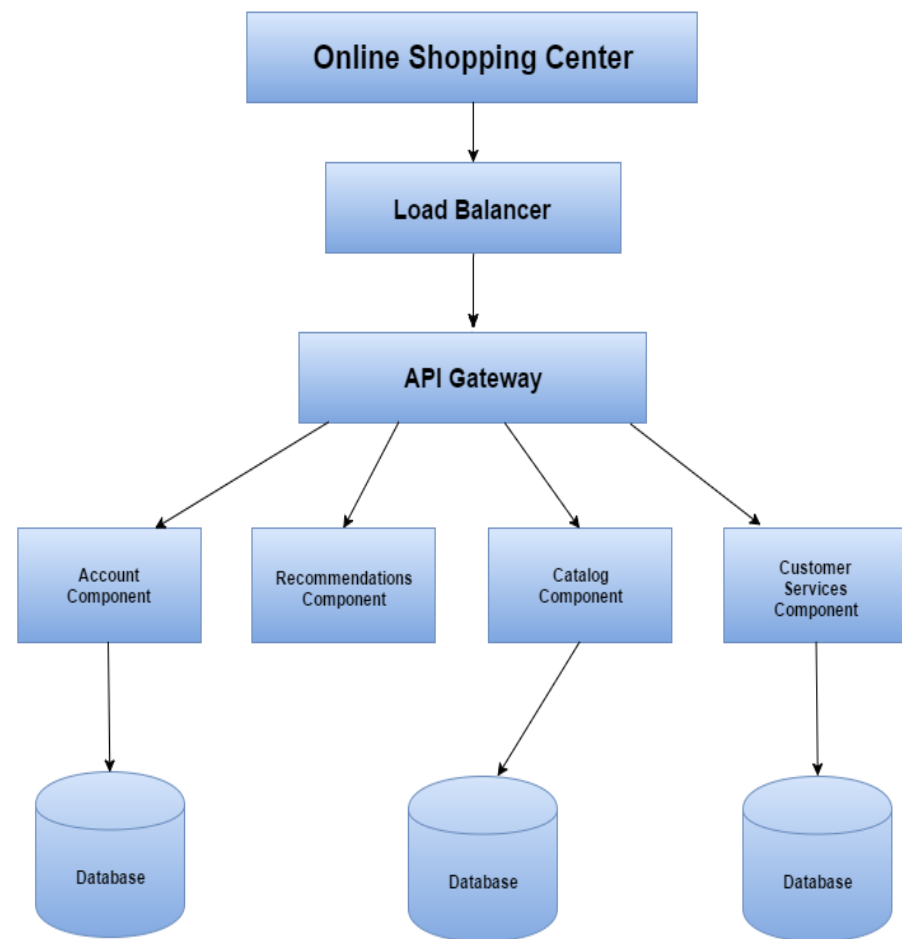 Online Shopping Center
Load Balancer
API Gateway
Account
Component
Recommendations
Component
Catalog
Component
Customer
Services
Component
Database
Database
Database